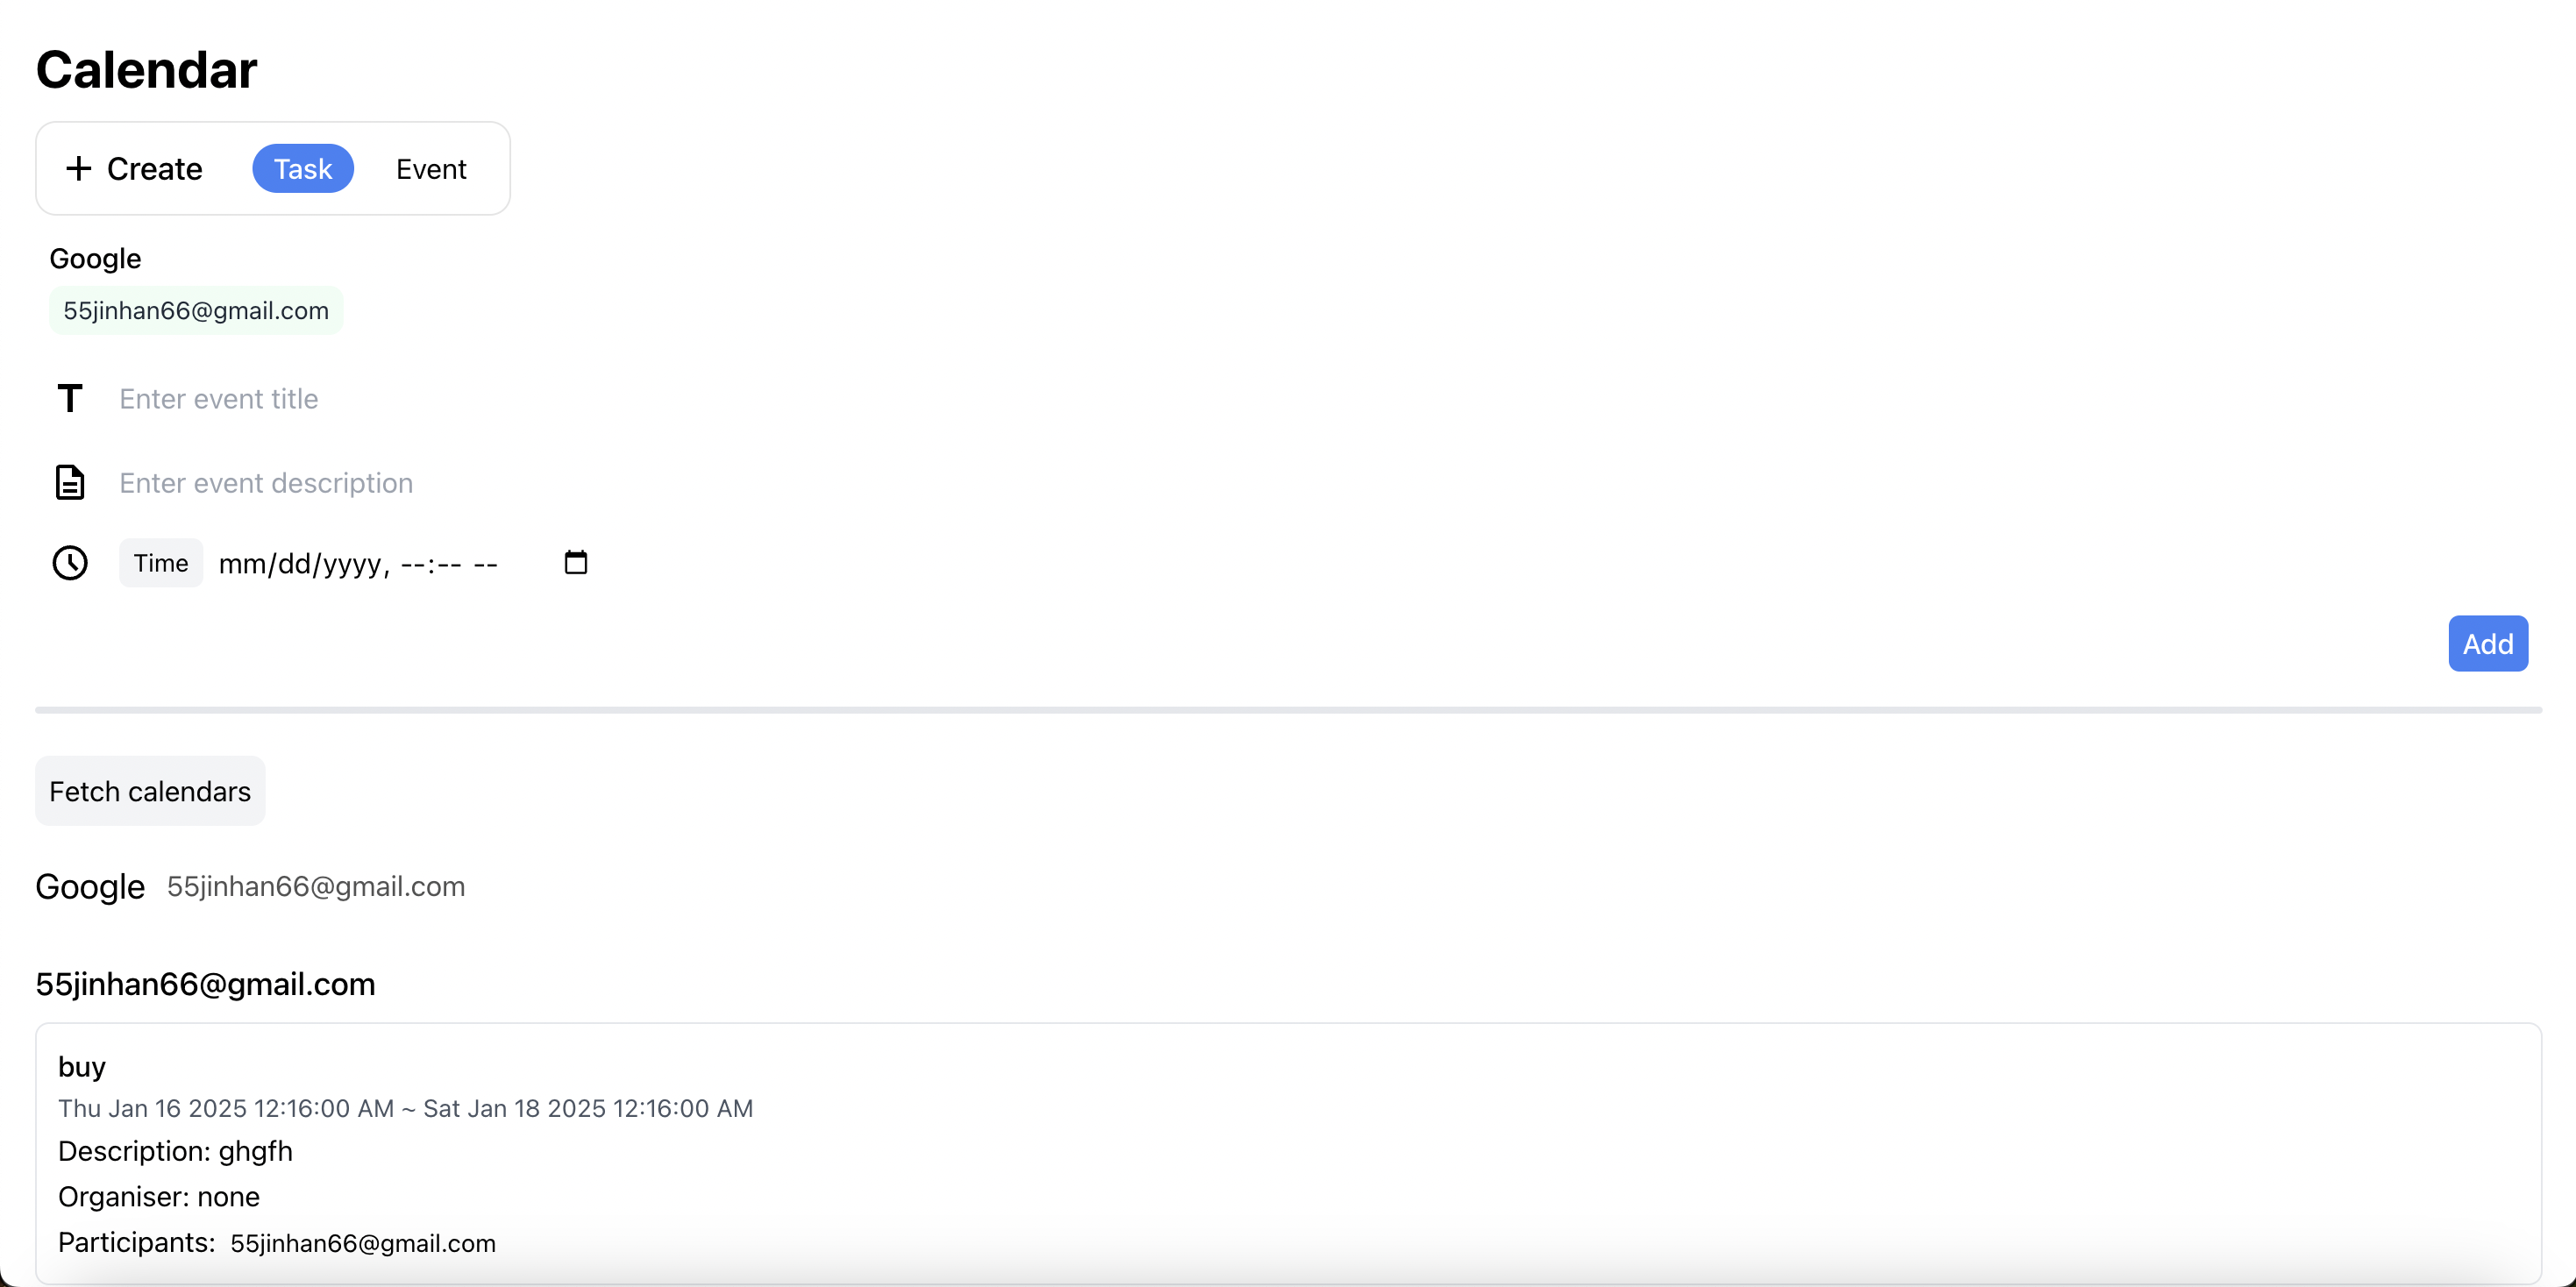 Calendar
Create Task Event
Google
55jinhan66@gmail.com
Enter event title
Enter event description
Time mm/dd/yyyy, --:-- --
Add
Fetch calendars
Google 55jinhan66@gmail.com
55jinhan66@gmail.com
buy
Thu Jan 16 2025 12:16:00 AM ~ Sat Jan 18 2025 12:16:00 AM
Description: ghgfh
Organiser: none
Participants: 55jinhan66@gmail.com